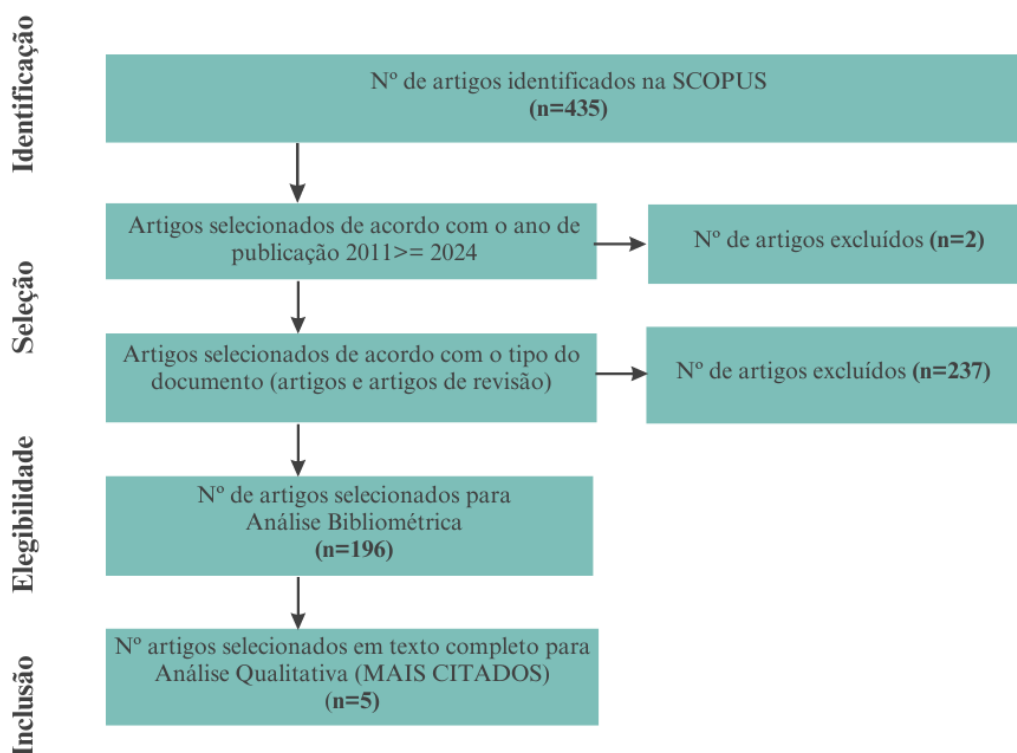 Identificação
Nº de artigos identificados na SCOPUS
(n=435)
Seleção
Artigos selecionados de acordo com o ano de
publicação 2011>= 2024
Nº de artigos excluídos (n=2)
Artigos selecionados de acordo com o tipo do
documento (artigos e artigos de revisão)
Nº de artigos excluídos (n=237)
Elegibilidade
Nº de artigos selecionados para
Análise Bibliométrica
(n=196)
Inclusão
Nº artigos selecionados em texto completo para
Análise Qualitativa (MAIS CITADOS)
(n=5)